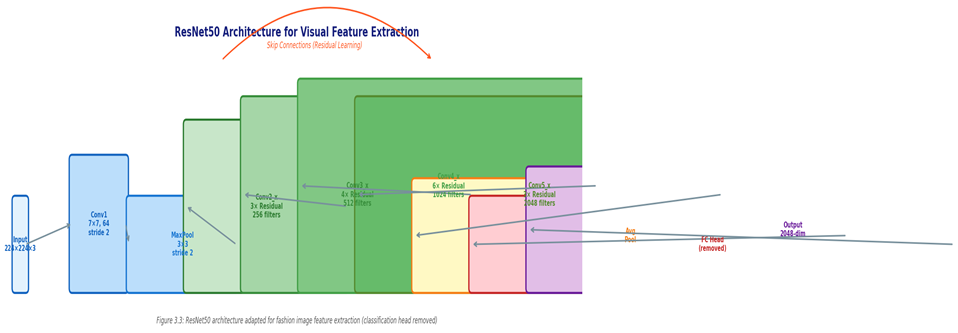 ResNet50 Architecture for Visual Feature Extraction
Skip Connections (Residual Learning)
Input
224×224×3
Conv1
7×7, 64
stride 2
MaxPool
3×3
stride 2
Conv2_x
3× Residual
256 filters
Conv3_x
4× Residual
512 filters
Conv4_x
6× Residual
1024 filters
Conv5_x
3× Residual
2048 filters
Avg
Pool
FC Head
(removed)
Output
2048-dim
Figure 3.3: ResNet50 architecture adapted for fashion image feature extraction (classification head removed)